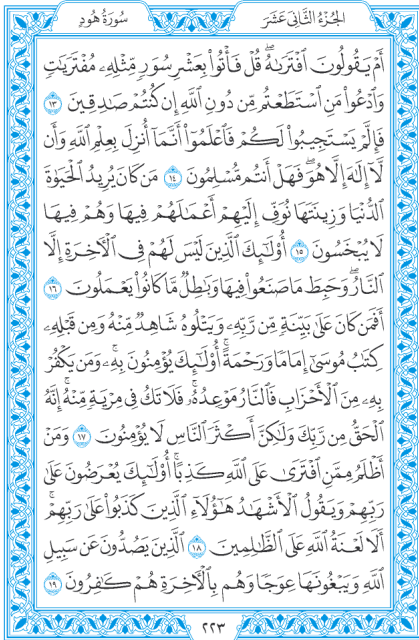 الجزء الثاني عشر
سورة هود
أَمْ يَقُولُونَ ٱفْتَرَىٰهُ ۖ قُلْ فَأْتُوا۟ بِعَشْرِ سُوَرٍ مِّثْلِهِۦ مُفْتَرَيَـٰتٍ
وَٱدْعُوا۟ مَنِ ٱسْتَطَعْتُم مِّن دُونِ ٱللَّهِ إِن كُنتُمْ صَـٰدِقِينَ ١٣
فَإِلَّمْ يَسْتَجِيبُوا۟ لَكُمْ فَٱعْلَمُوٓا۟ أَنَّمَآ أُنزِلَ بِعِلْمِ ٱللَّهِ وَأَن
لَّآ إِلَـٰهَ إِلَّا هُوَ ۖ فَهَلْ أَنتُم مُّسْلِمُونَ ١٤ مَن كَانَ يُرِيدُ ٱلْحَيَوٰةَ
ٱلدُّنْيَا وَزِينَتَهَا نُوَفِّ إِلَيْهِمْ أَعْمَـٰلَهُمْ فِيهَا وَهُمْ فِيهَا
لَا يُبْخَسُونَ ١٥ أُو۟لَـٰٓئِكَ ٱلَّذِينَ لَيْسَ لَهُمْ فِى ٱلْـَٔاخِرَةِ إِلَّا
ٱلنَّارُ ۖ وَحَبِطَ مَا صَنَعُوا۟ فِيهَا وَبَـٰطِلٌ مَّا كَانُوا۟ يَعْمَلُونَ ١٦
أَفَمَن كَانَ عَلَىٰ بَيِّنَةٍ مِّن رَّبِّهِۦ وَيَتْلُوهُ شَاهِدٌ مِّنْهُ وَمِن قَبْلِهِۦ
كِتَـٰبُ مُوسَىٰٓ إِمَامًا وَرَحْمَةً ۚ أُو۟لَـٰٓئِكَ يُؤْمِنُونَ بِهِۦ ۚ وَمَن يَكْفُرْ
بِهِۦ مِنَ ٱلْأَحْزَابِ فَٱلنَّارُ مَوْعِدُهُۥ ۚ فَلَا تَكُ فِى مِرْيَةٍ مِّنْهُ ۚ إِنَّهُ
ٱلْحَقُّ مِن رَّبِّكَ وَلَـٰكِنَّ أَكْثَرَ ٱلنَّاسِ لَا يُؤْمِنُونَ ١٧ وَمَنْ
أَظْلَمُ مِمَّنِ ٱفْتَرَىٰ عَلَى ٱللَّهِ كَذِبًا ۚ أُو۟لَـٰٓئِكَ يُعْرَضُونَ عَلَىٰ
رَبِّهِمْ وَيَقُولُ ٱلْأَشْهَـٰدُ هَـٰٓؤُلَآءِ ٱلَّذِينَ كَذَبُوا۟ عَلَىٰ رَبِّهِمْ ۚ
أَلَا لَعْنَةُ ٱللَّهِ عَلَى ٱلظَّـٰلِمِينَ ١٨ ٱلَّذِينَ يَصُدُّونَ عَن سَبِيلِ
ٱللَّهِ وَيَبْغُونَهَا عِوَجًا وَهُم بِٱلْـَٔاخِرَةِ هُمْ كَـٰفِرُونَ ١٩
٢٢٣